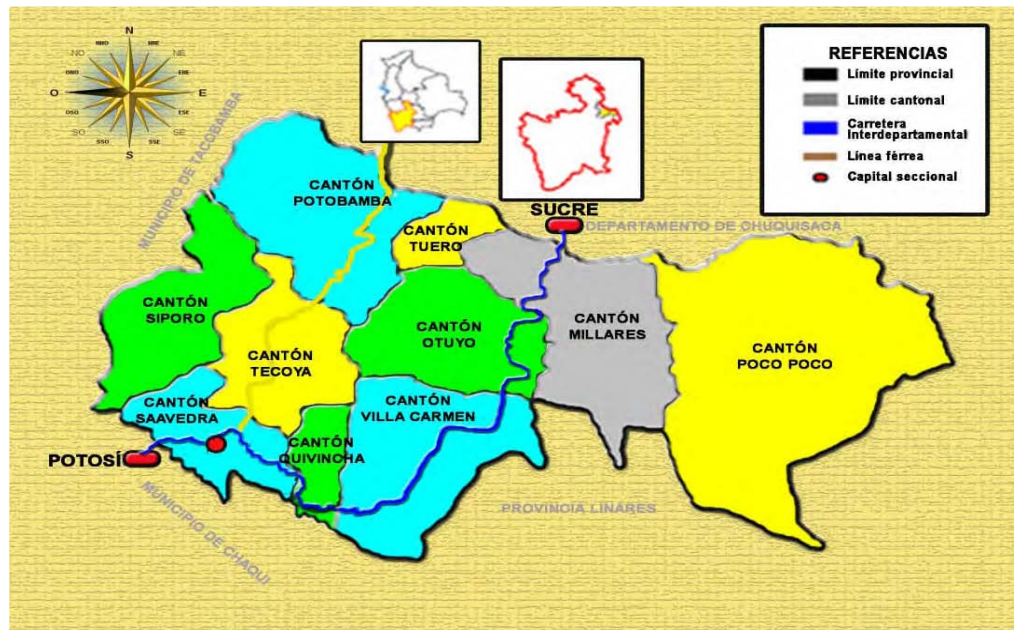 N
NNO
NNE
NO
NE
ONO
ENE
O
E
OSO
ESE
SO
SE
SSO
SSE
S
REFERENCIAS
Límite provincial
Límite cantonal
Carretera
Interdepartamental
Línea férrea
Capital seccional
MUNICIPIO DE TACOBAMBA
CANTÓN
POTOBAMBA
CANTÓN
TUERO
SUCRE
DEPARTAMENTO DE CHUQUISACA
CANTÓN
SIPORO
CANTÓN
TECOYA
CANTÓN
OTUYO
CANTÓN
MILLARES
CANTÓN
POCO POCO
CANTÓN
SAAVEDRA
CANTÓN
VILLA CARMEN
CANTÓN
QUIVINCHA
POTOSÍ
MUNICIPIO DE CHAQUI
PROVINCIA LINARES